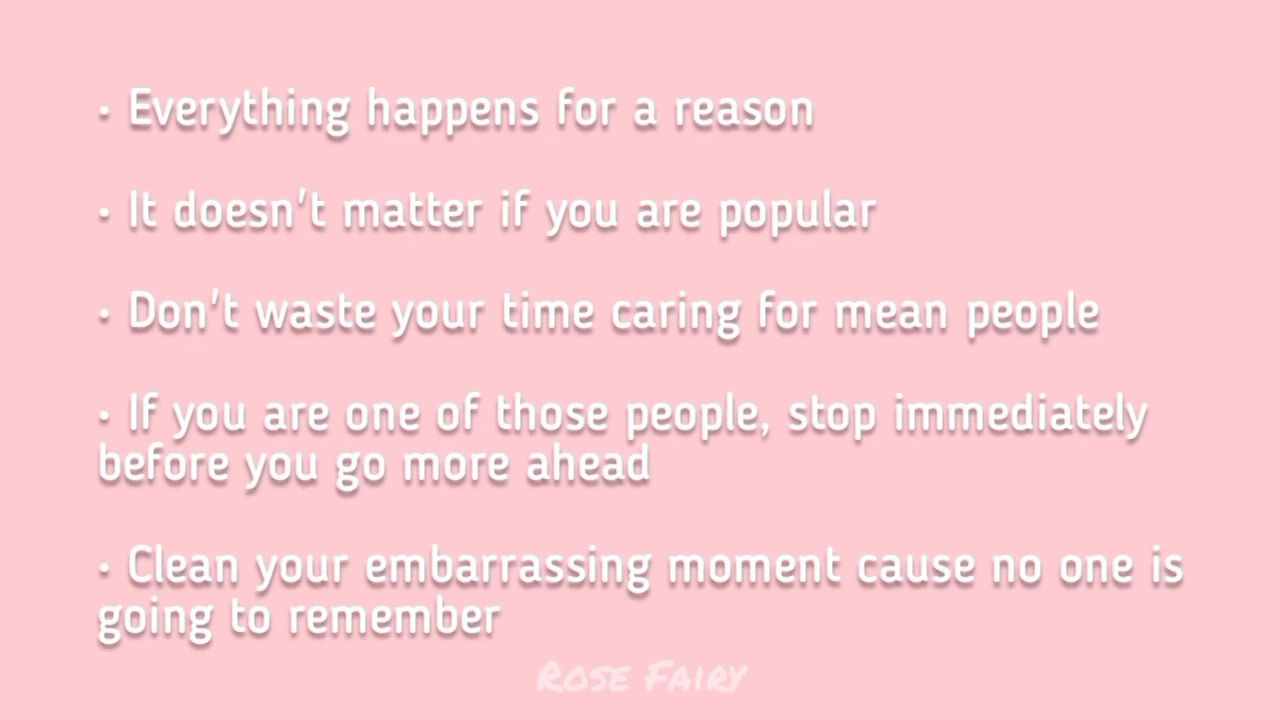 · Everything happens for a reason
· It doesn't matter if you are popular
· Don't waste your time caring for mean people
· If you are one of those people, stop immediately
before you go more ahead
· Clean your embarrassing moment cause no one is
going to remember
Rose Fairy